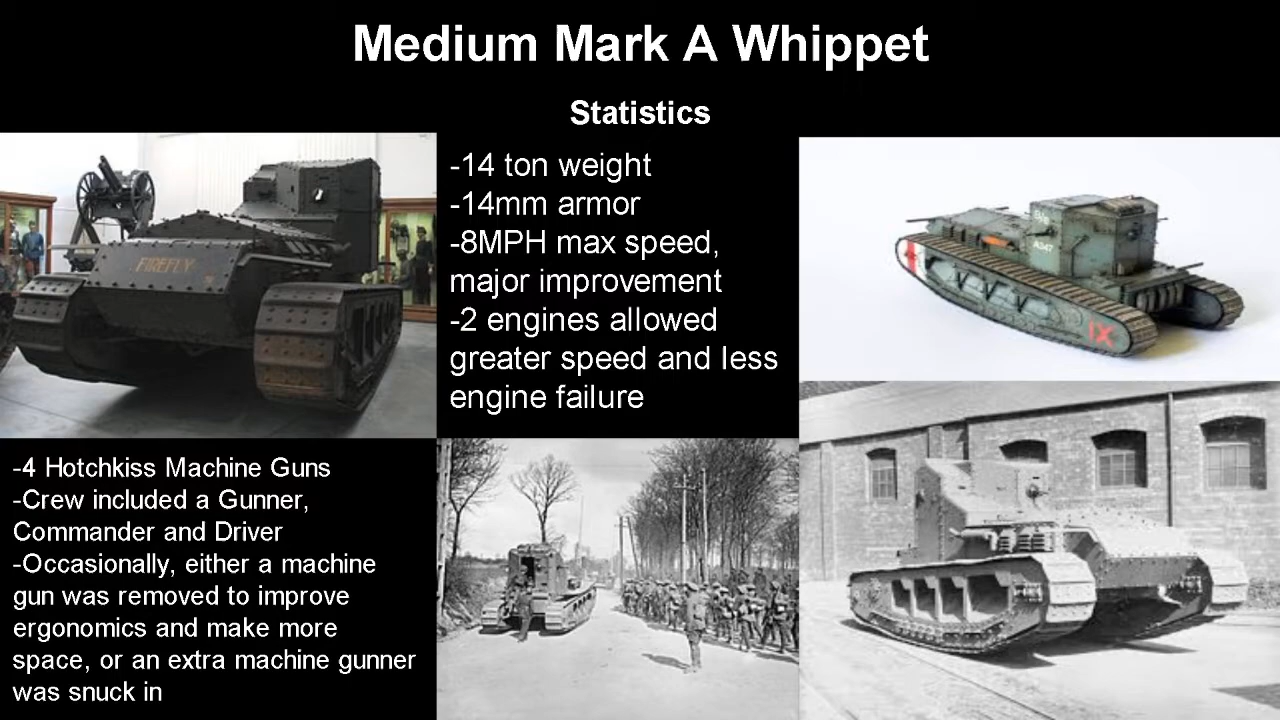 Medium Mark A Whippet
Statistics
-14 ton weight
-14mm armor
-8MPH max speed,
major improvement
-2 engines allowed
greater speed and less
engine failure
FIREFLY
A347
IX
-4 Hotchkiss Machine Guns
-Crew included a Gunner,
Commander and Driver
-Occasionally, either a machine
gun was removed to improve
ergonomics and make more
space, or an extra machine gunner
was snuck in